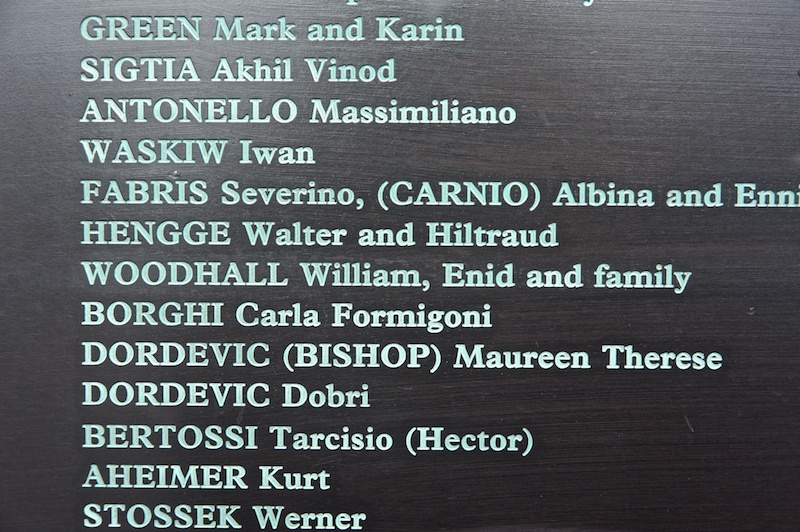 GREEN Mark and Karin
SIGTIA Akhil Vinod
ANTONELLO Massimiliano
WASKIW Iwan
FABRIS Severino, (CARNIO) Albina and Enni
HENGGE Walter and Hiltraud
WOODHALL William, Enid and family
BORGHI Carla Formigoni
DORDEVIC (BISHOP) Maureen Therese
DORDEVIC Dobri
BERTOSSI Tarcisio (Hector)
AHEIMER Kurt
STOSSEK Werner